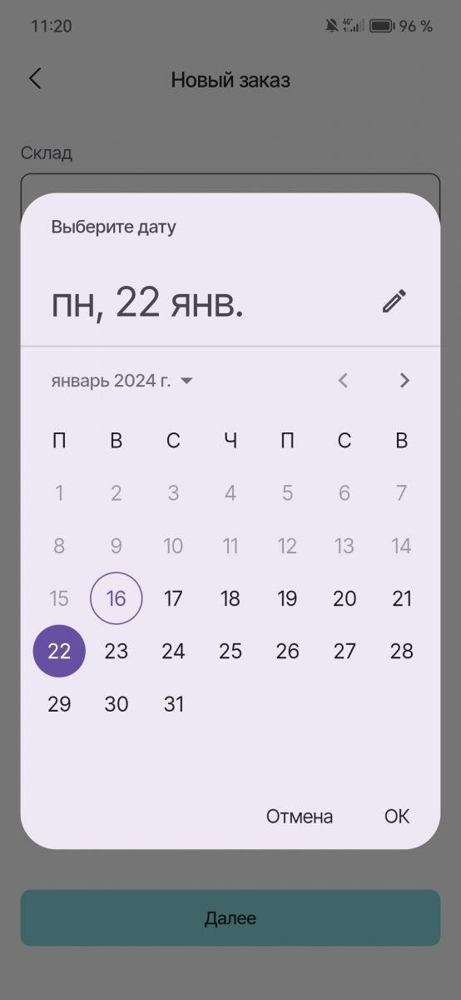 11:20 4G+ 96 %
Новый заказ
Склад
Выберите дату
пн, 22 янв.
январь 2024 г.
П В С Ч П С В
1 2 3 4 5 6 7
8 9 10 11 12 13 14
15 16 17 18 19 20 21
22 23 24 25 26 27 28
29 30 31
Отмена ОК
Далее